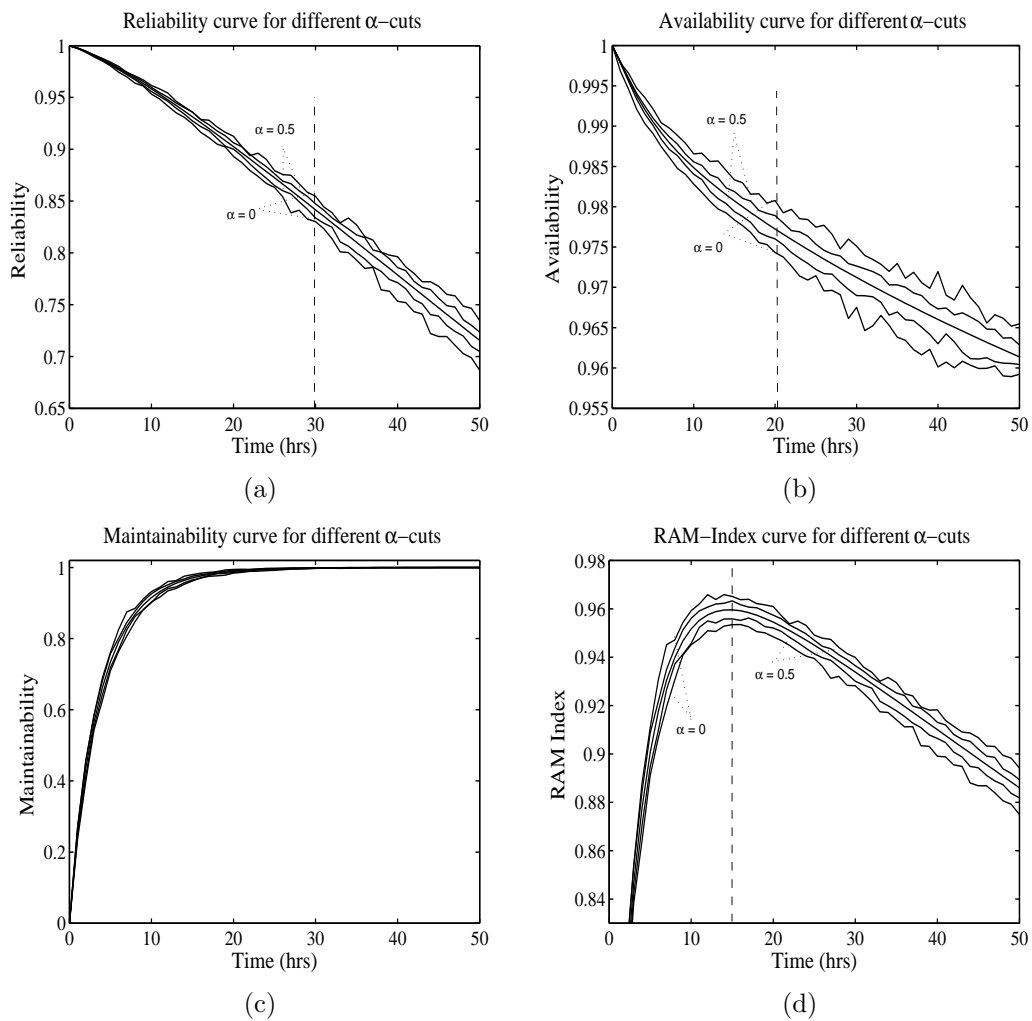 Reliability curve for different α−cuts
1
0.95
0.9
0.85
0.8
0.75
0.7
0.65
Reliability
α = 0.5
α = 0
0 10 20 30 40 50
Time (hrs)
(a)
Availability curve for different α−cuts
1
0.995
0.99
0.985
0.98
0.975
0.97
0.965
0.96
0.955
Availability
α = 0.5
α = 0
0 10 20 30 40 50
Time (hrs)
(b)
Maintainability curve for different α−cuts
1
0.8
0.6
0.4
0.2
0
Maintainability
0 10 20 30 40 50
Time (hrs)
(c)
RAM−Index curve for different α−cuts
0.98
0.96
0.94
0.92
0.9
0.88
0.86
0.84
RAM Index
α = 0.5
α = 0
0 10 20 30 40 50
Time (hrs)
(d)